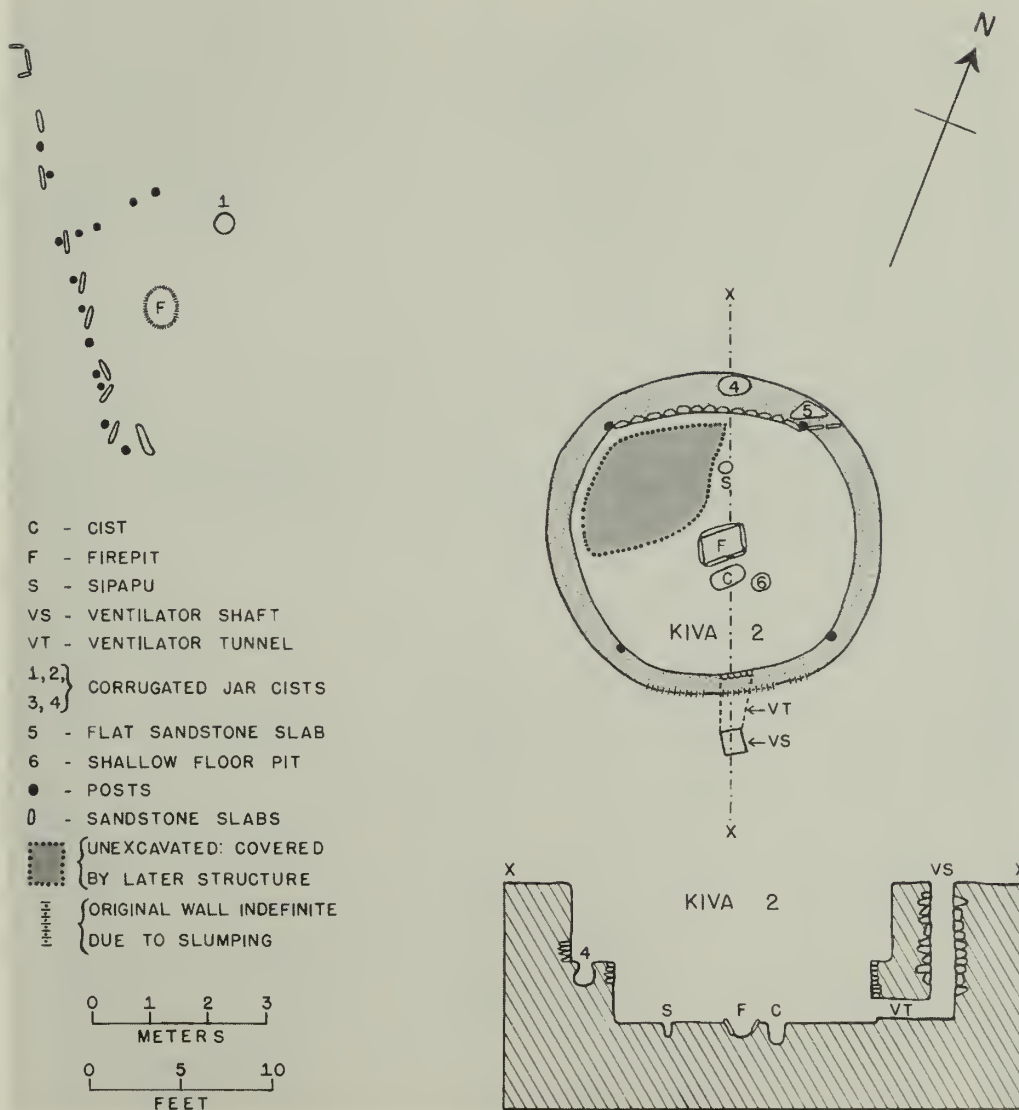 N
1
F
X
4
5
S
F
C
6
KIVA 2
VT
VS
X
C - CIST
F - FIREPIT
S - SIPAPU
VS - VENTILATOR SHAFT
VT - VENTILATOR TUNNEL
1, 2,
3, 4 } CORRUGATED JAR CISTS
5 - FLAT SANDSTONE SLAB
6 - SHALLOW FLOOR PIT
- POSTS
- SANDSTONE SLABS
UNEXCAVATED: COVERED
BY LATER STRUCTURE
ORIGINAL WALL INDEFINITE
DUE TO SLUMPING
0 1 2 3
METERS
0 5 10
FEET
X
VS
X
KIVA 2
4
S
F
C
VT